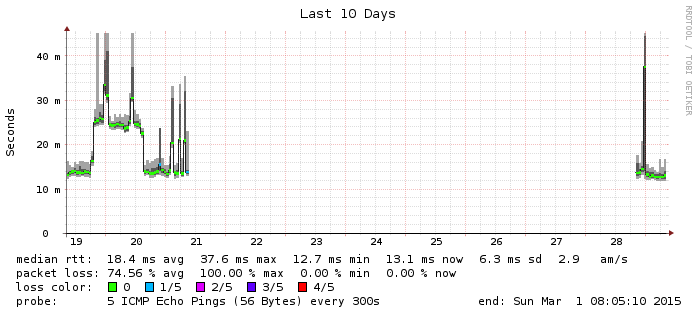 Last 10 Days
RRDTOOL / TOBI OETIKER
Seconds
40 m
30 m
20 m
10 m
0
19 20 21 22 23 24 25 26 27 28
median rtt: 18.4 ms avg 37.6 ms max 12.7 ms min 13.1 ms now 6.3 ms sd 2.9 am/s
packet loss: 74.56 % avg 100.00 % max 0.00 % min 0.00 % now
loss color: 0 1/5 2/5 3/5 4/5
probe: 5 ICMP Echo Pings (56 Bytes) every 300s end: Sun Mar 1 08:05:10 2015